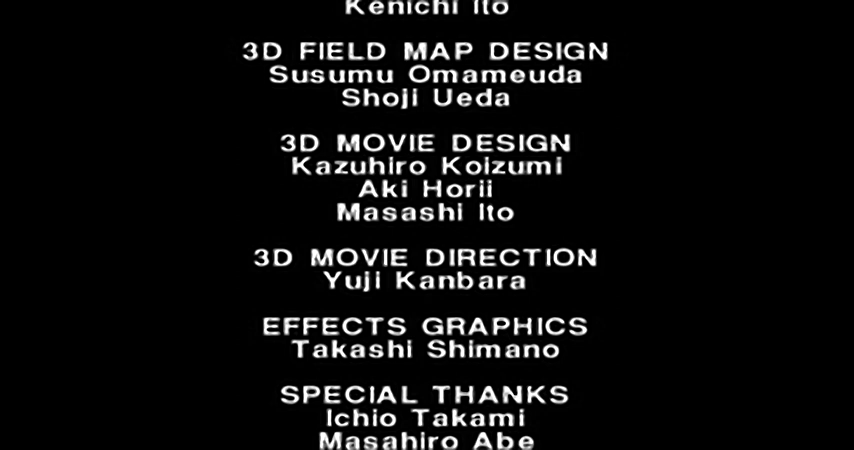 Kenichi Ito
3D FIELD MAP DESIGN
Susumu Omameuda
Shoji Ueda
3D MOVIE DESIGN
Kazuhiro Koizumi
Aki Horii
Masashi Ito
3D MOVIE DIRECTION
Yuji Kanbara
EFFECTS GRAPHICS
Takashi Shimano
SPECIAL THANKS
Ichio Takami
Masahiro Abe